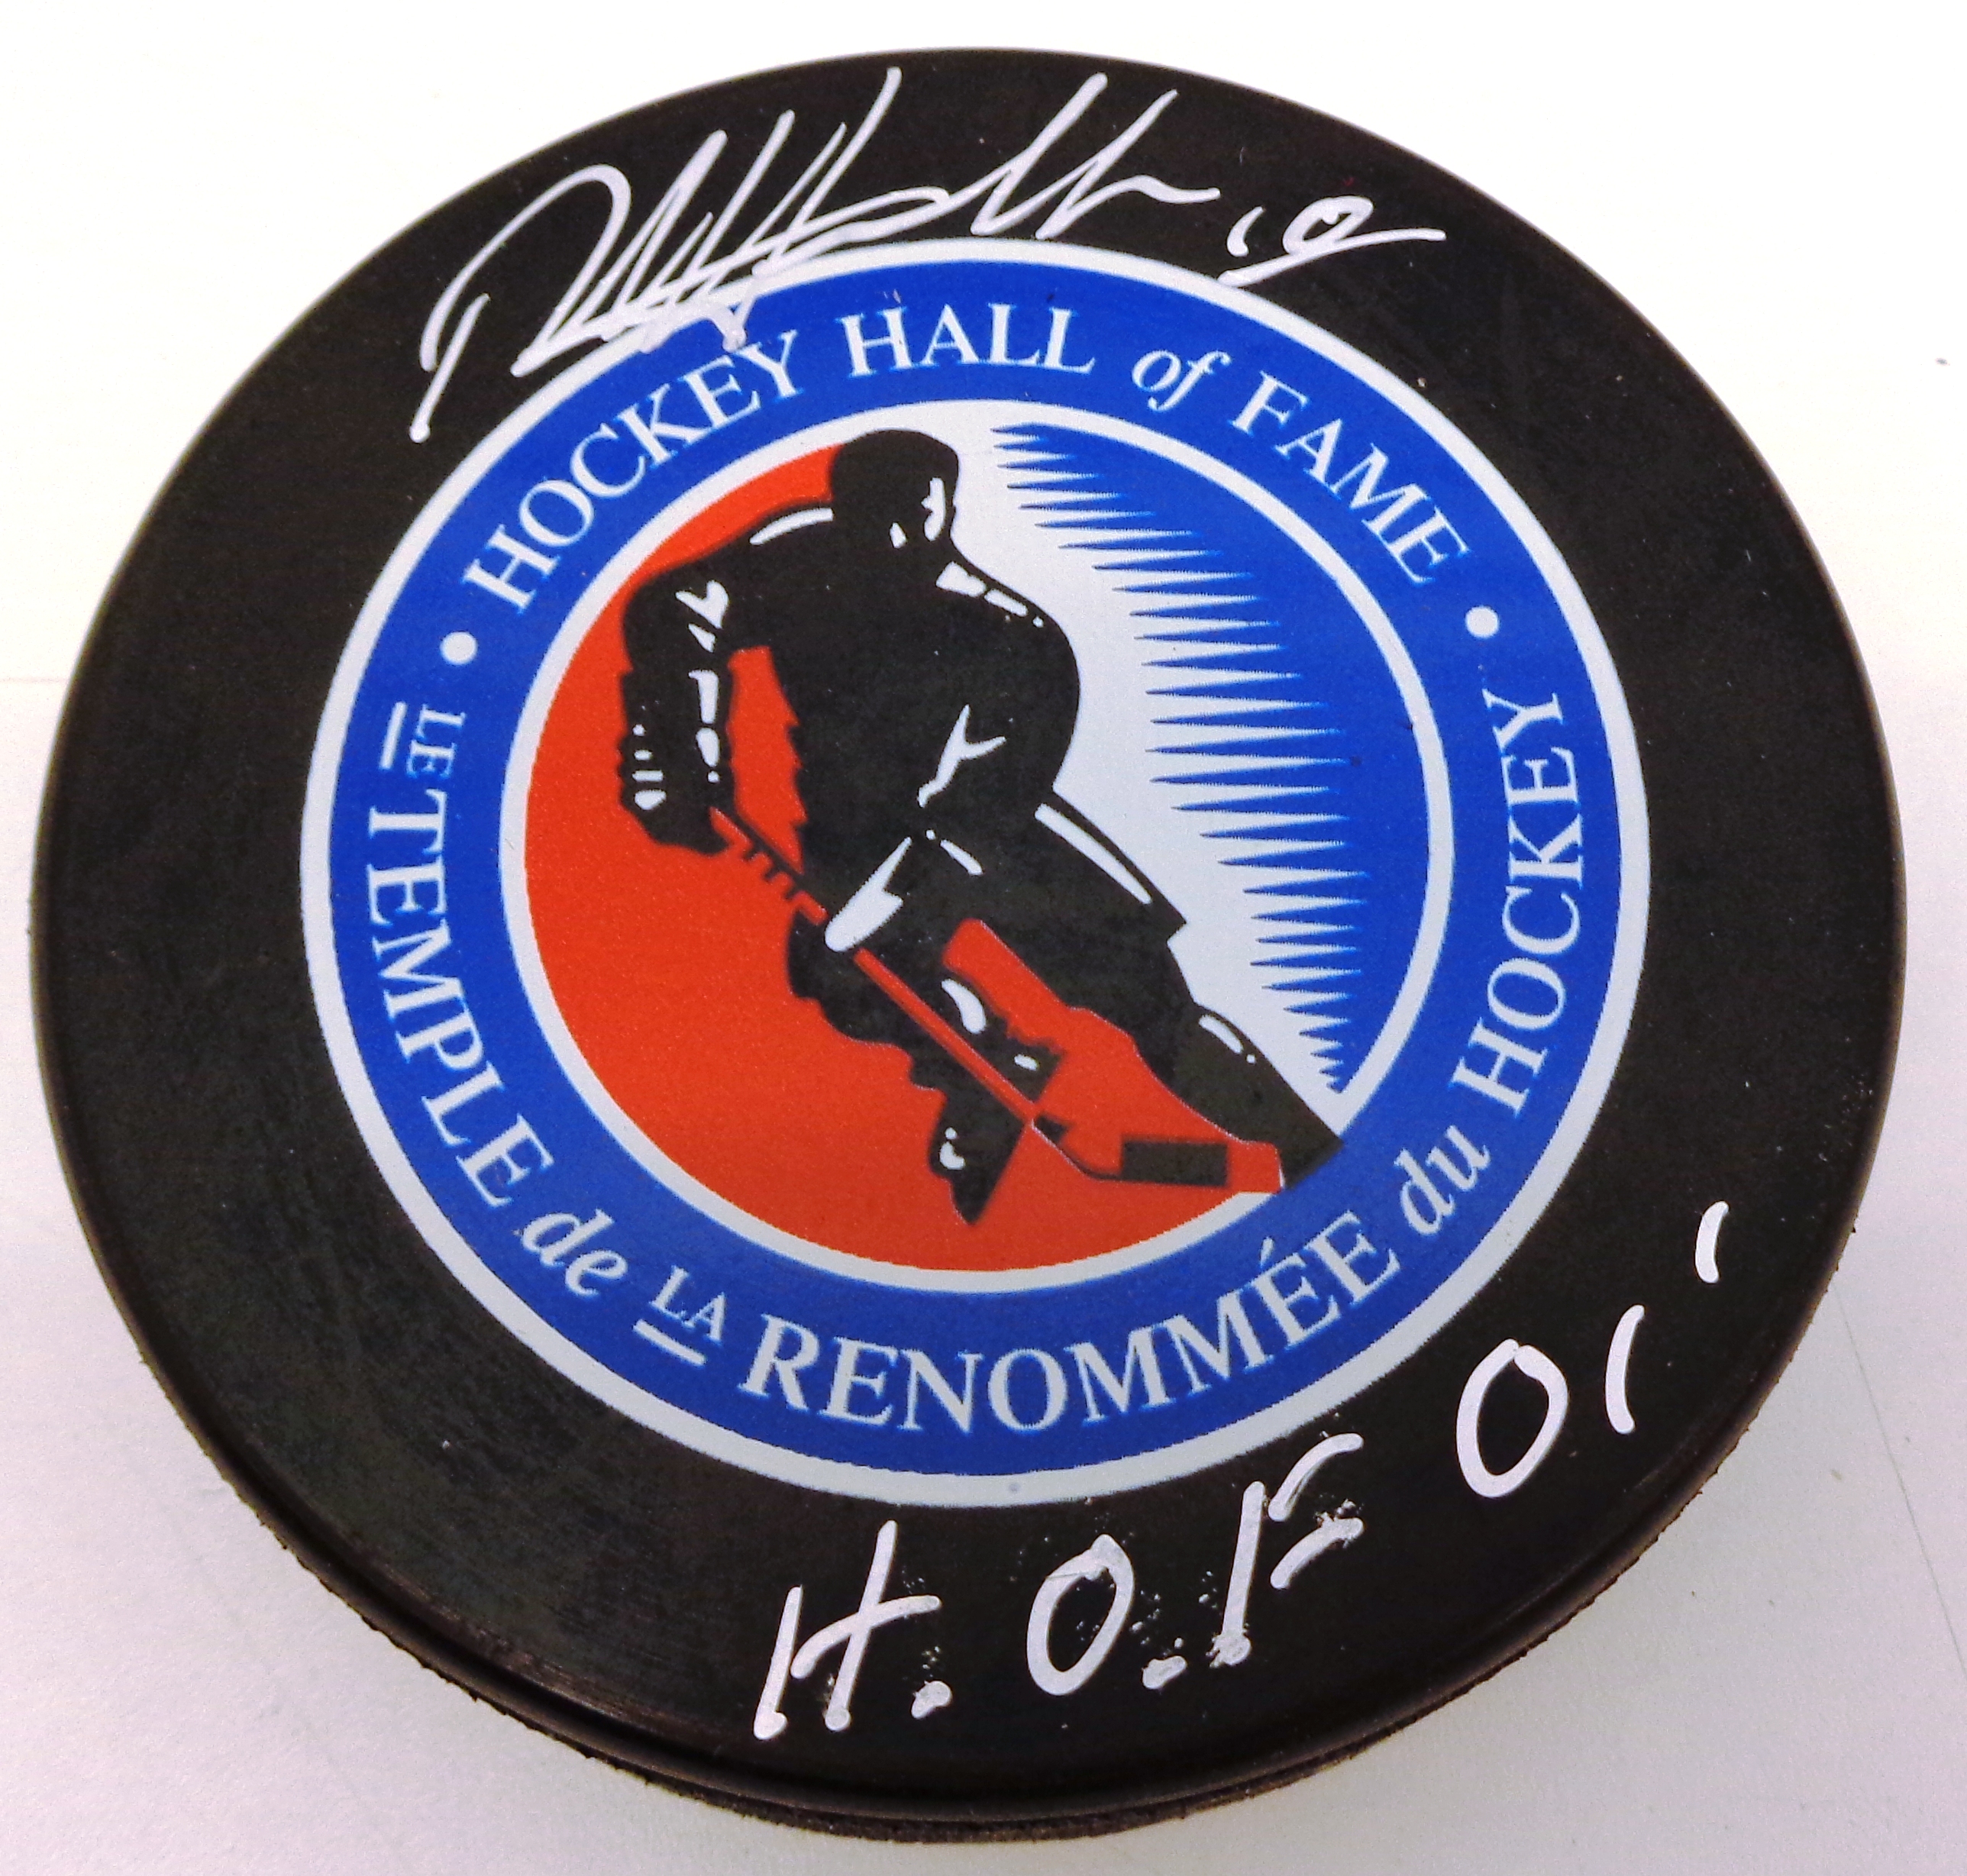 HOCKEY HALL of FAME
LE TEMPLE de LA RENOMMÉE du HOCKEY
H.O.F 01'